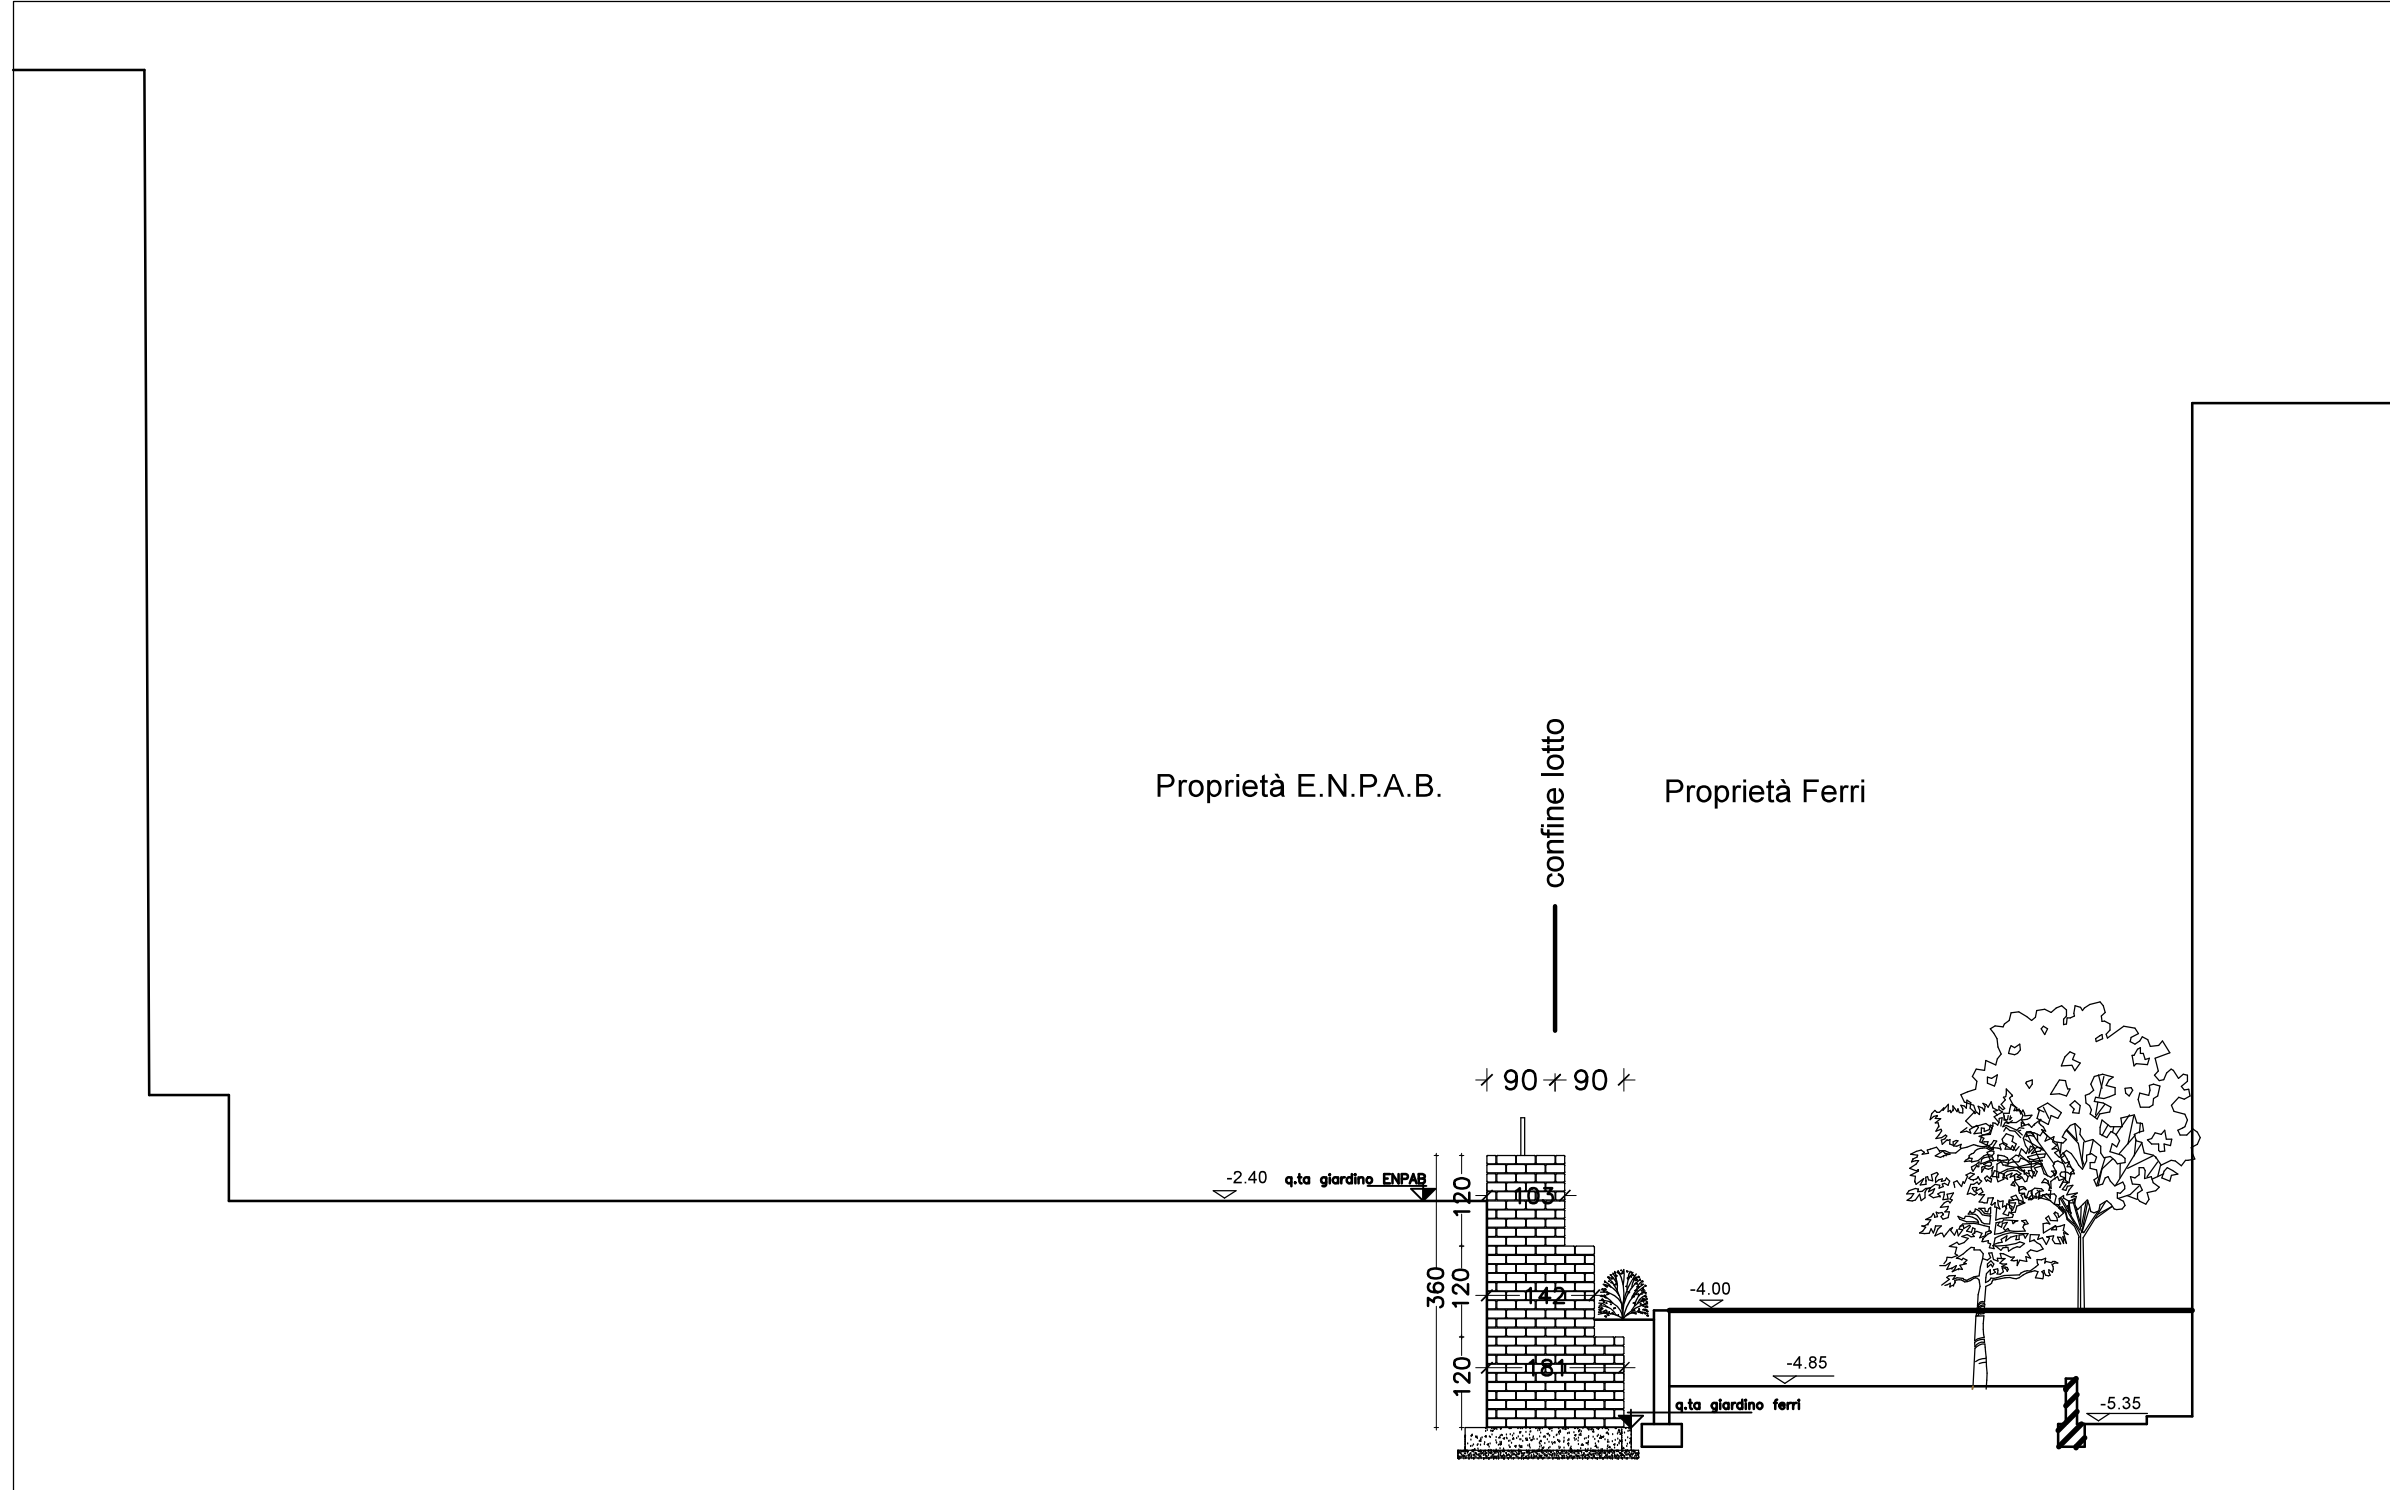 confine lotto
Proprietà E.N.P.A.B.
Proprietà Ferri
90 90
-2.40 q.ta giardino ENPAB
120
103
360
120
142
-4.00
120
181
-4.85
q.ta giardino ferri
-5.35